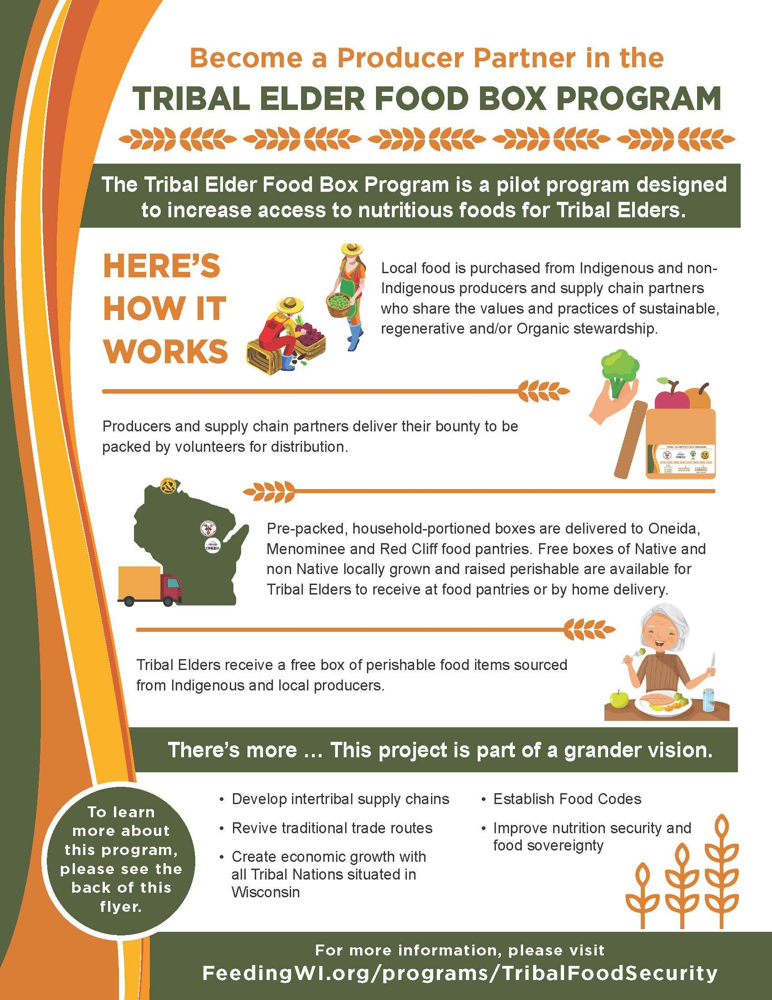 Become a Producer Partner in the
TRIBAL ELDER FOOD BOX PROGRAM
The Tribal Elder Food Box Program is a pilot program designed
to increase access to nutritious foods for Tribal Elders.
HERE'S
HOW IT
WORKS
Local food is purchased from Indigenous and non-
Indigenous producers and supply chain partners
who share the values and practices of sustainable,
regenerative and/or Organic stewardship.
Producers and supply chain partners deliver their bounty to be
packed by volunteers for distribution.
TRIBAL ELDER FOOD BOX PROGRAM
ONEIDA
ONEIDA
Pre-packed, household-portioned boxes are delivered to Oneida,
Menominee and Red Cliff food pantries. Free boxes of Native and
non Native locally grown and raised perishable are available for
Tribal Elders to receive at food pantries or by home delivery.
Tribal Elders receive a free box of perishable food items sourced
from Indigenous and local producers.
There's more ... This project is part of a grander vision.
• Develop intertribal supply chains
• Revive traditional trade routes
• Create economic growth with
all Tribal Nations situated in
Wisconsin
• Establish Food Codes
• Improve nutrition security and
food sovereignty
To learn
more about
this program,
please see the
back of this
flyer.
For more information, please visit
FeedingWI.org/programs/TribalFoodSecurity